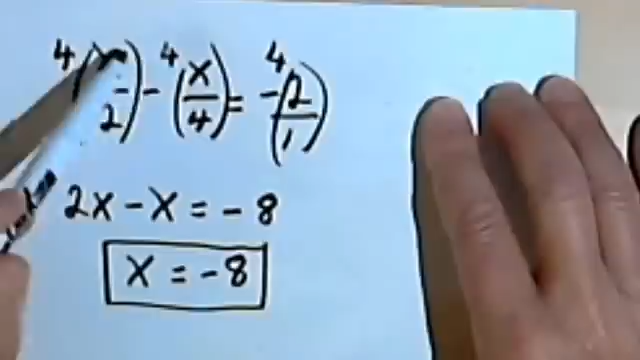 4(x/2) - 4(x/4) = 4(-2/1)
2x - x = -8
x = -8